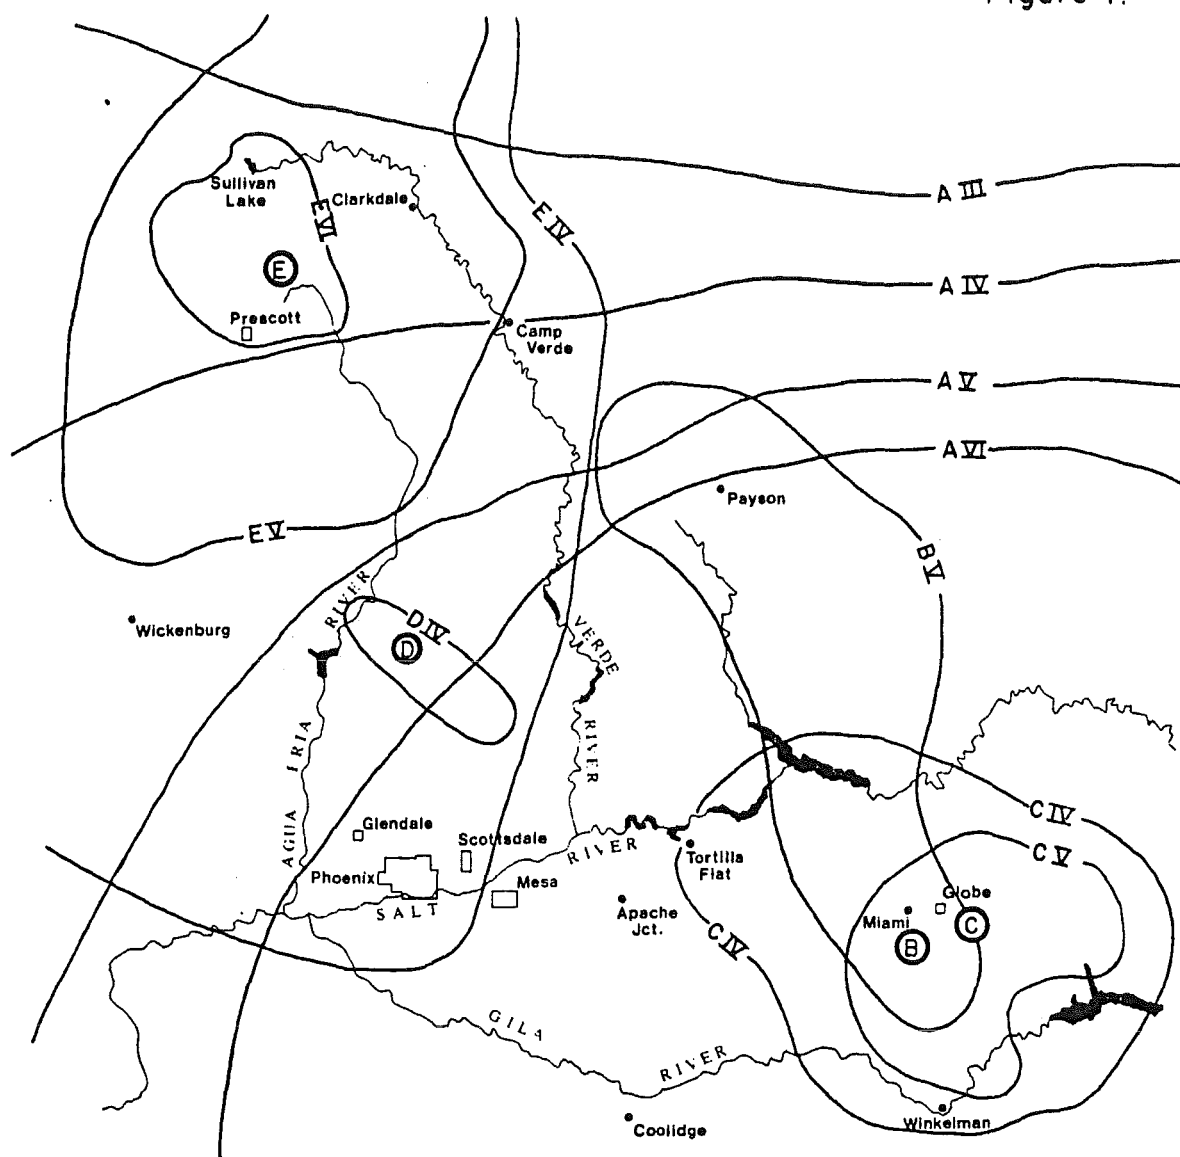 Figure 1.
A III
Sullivan
Lake
Clarkdale
E VI
E IV
E
A IV
Prescott
Camp
Verde
A V
A VI
Payson
E V
B V
RIVER
Wickenburg
D IV
D
VERDE
RIVER
AGUA FRIA
C IV
Glendale
Scottsdale
RIVER
Tortilla
Flat
C V
Phoenix
Mesa
SALT
Globe
Apache
Jct.
Miami
C
C IV
B
GILA
RIVER
Coolidge
Winkelman